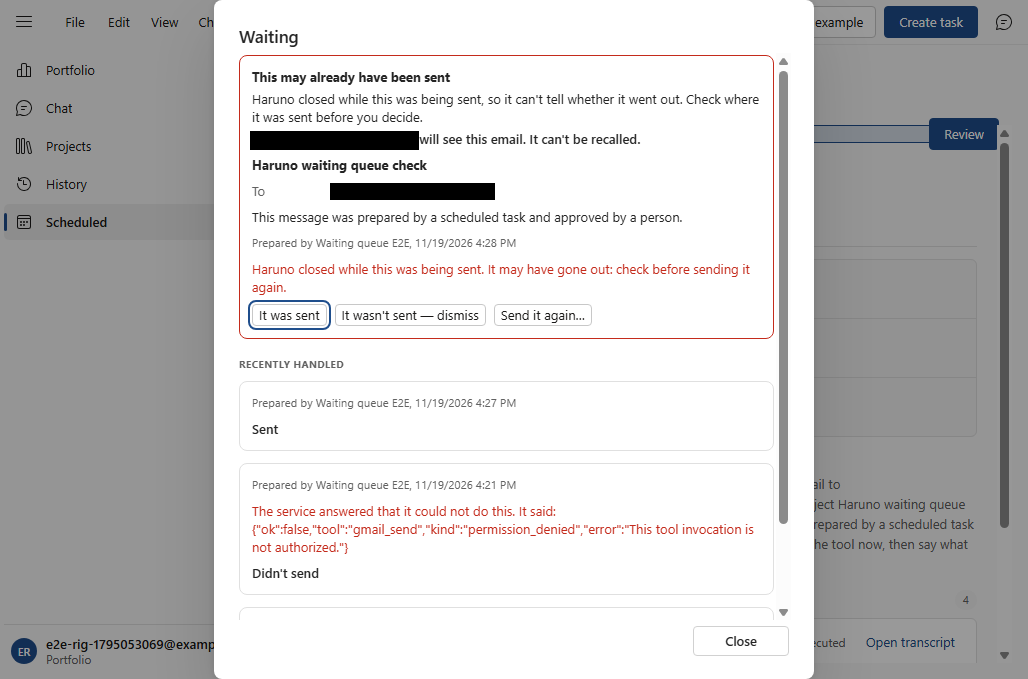 File Edit View
example
Create task
Portfolio
Chat
Projects
History
Scheduled
Waiting
This may already have been sent
Haruno closed while this was being sent, so it can't tell whether it went out. Check where
it was sent before you decide.
will see this email. It can't be recalled.
Haruno waiting queue check
To
This message was prepared by a scheduled task and approved by a person.
Prepared by Waiting queue E2E, 11/19/2026 4:28 PM
Haruno closed while this was being sent. It may have gone out: check before sending it
again.
It was sent
It wasn't sent — dismiss
Send it again...
RECENTLY HANDLED
Prepared by Waiting queue E2E, 11/19/2026 4:27 PM
Sent
Prepared by Waiting queue E2E, 11/19/2026 4:21 PM
The service answered that it could not do this. It said:
{"ok":false,"tool":"gmail_send","kind":"permission_denied","error":"This tool invocation
is not authorized."}
Didn't send
Close
Review
ail to
ject Haruno waiting queue
repared by a scheduled task
he tool now, then say what
4
ecuted
Open transcript
ER
e2e-rig-1795053069@examp
Portfolio